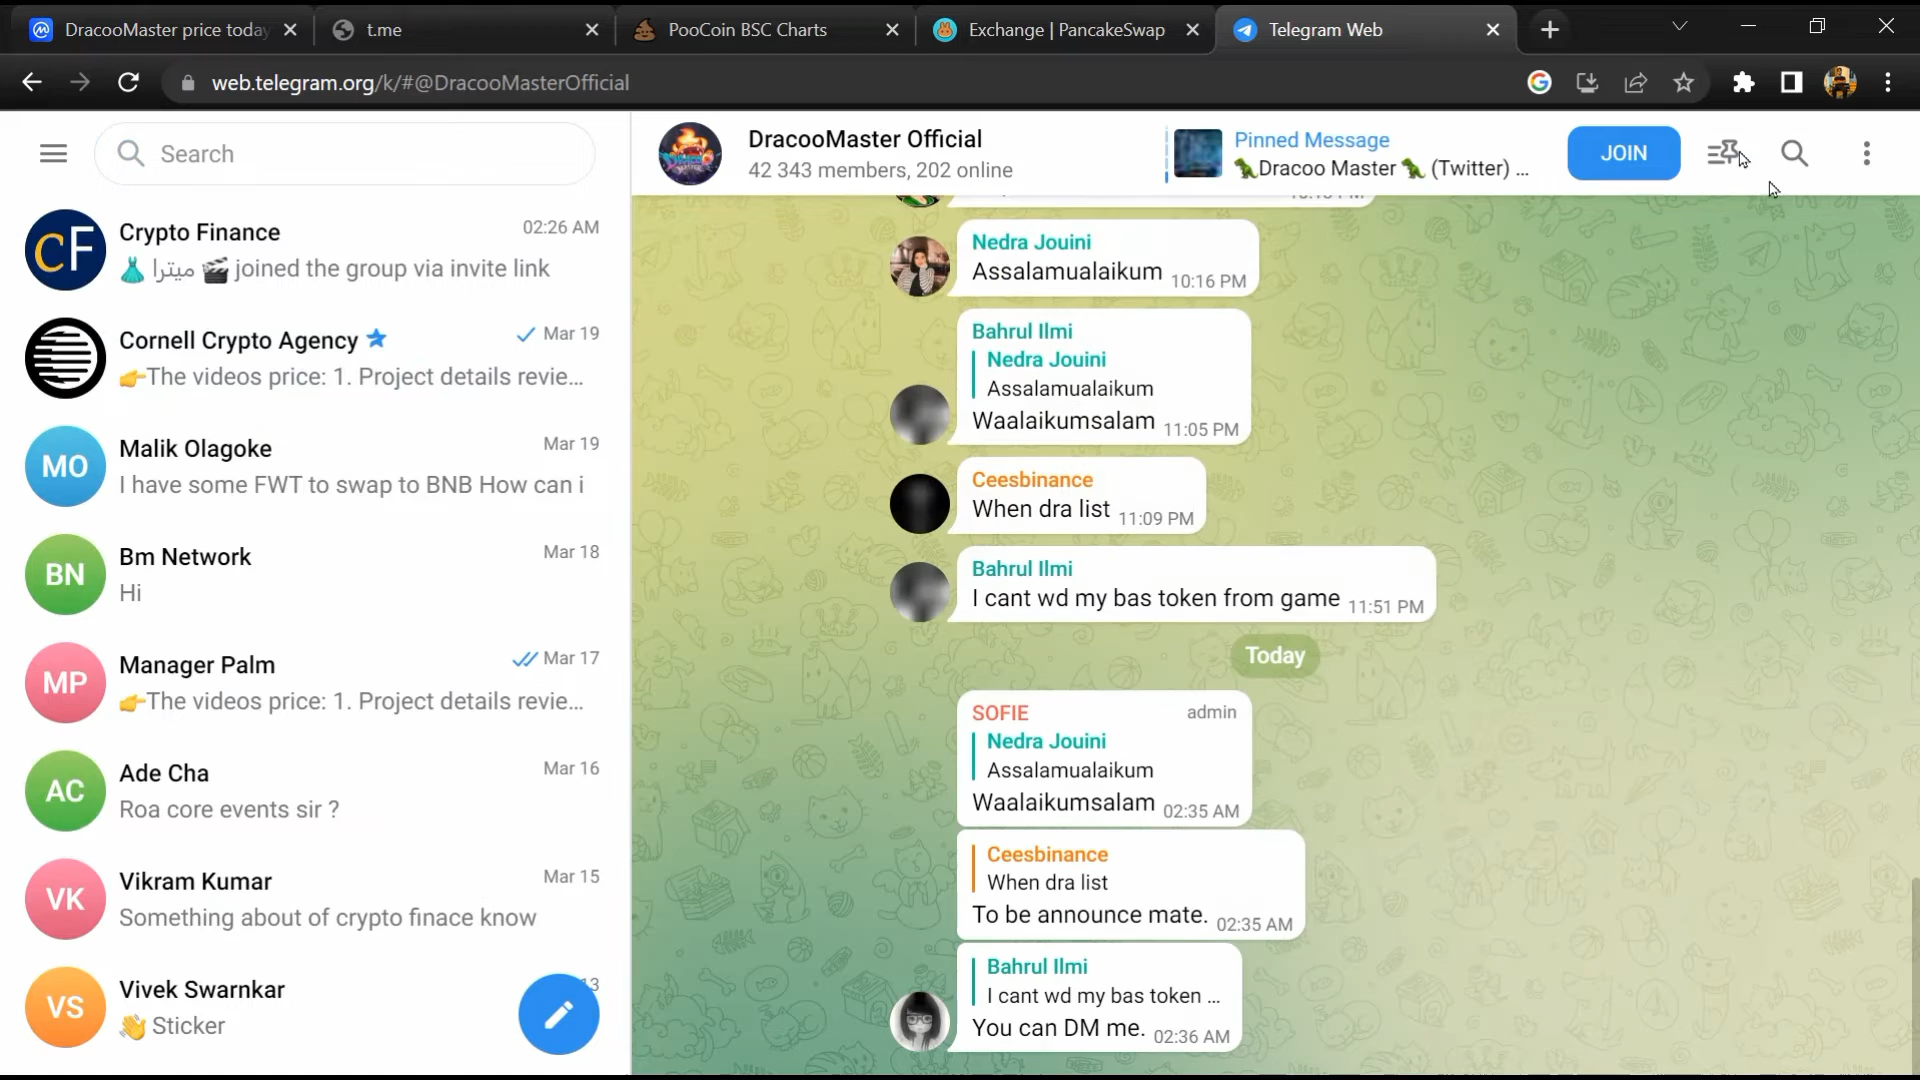 DracooMaster price today
t.me
PooCoin BSC Charts
Exchange | PancakeSwap
Telegram Web
web.telegram.org/k/#@DracooMasterOfficial
Search
CF
Crypto Finance
02:26 AM
👗 ميترا 🎬 joined the group via invite link
Cornell Crypto Agency
Mar 19
👉The videos price: 1. Project details revie...
MO
Malik Olagoke
Mar 19
I have some FWT to swap to BNB How can i
BN
Bm Network
Mar 18
Hi
MP
Manager Palm
Mar 17
👉The videos price: 1. Project details revie...
AC
Ade Cha
Mar 16
Roa core events sir ?
VK
Vikram Kumar
Mar 15
Something about of crypto finace know
VS
Vivek Swarnkar
👋 Sticker
DracooMaster Official
42 343 members, 202 online
Pinned Message
🦖Dracoo Master 🦖 (Twitter) ...
JOIN
Nedra Jouini
Assalamualaikum 10:16 PM
Bahrul Ilmi
Nedra Jouini
Assalamualaikum
Waalaikumsalam 11:05 PM
Ceesbinance
When dra list 11:09 PM
Bahrul Ilmi
I cant wd my bas token from game 11:51 PM
Today
SOFIE admin
Nedra Jouini
Assalamualaikum
Waalaikumsalam 02:35 AM
Ceesbinance
When dra list
To be announce mate. 02:35 AM
Bahrul Ilmi
I cant wd my bas token ...
You can DM me. 02:36 AM